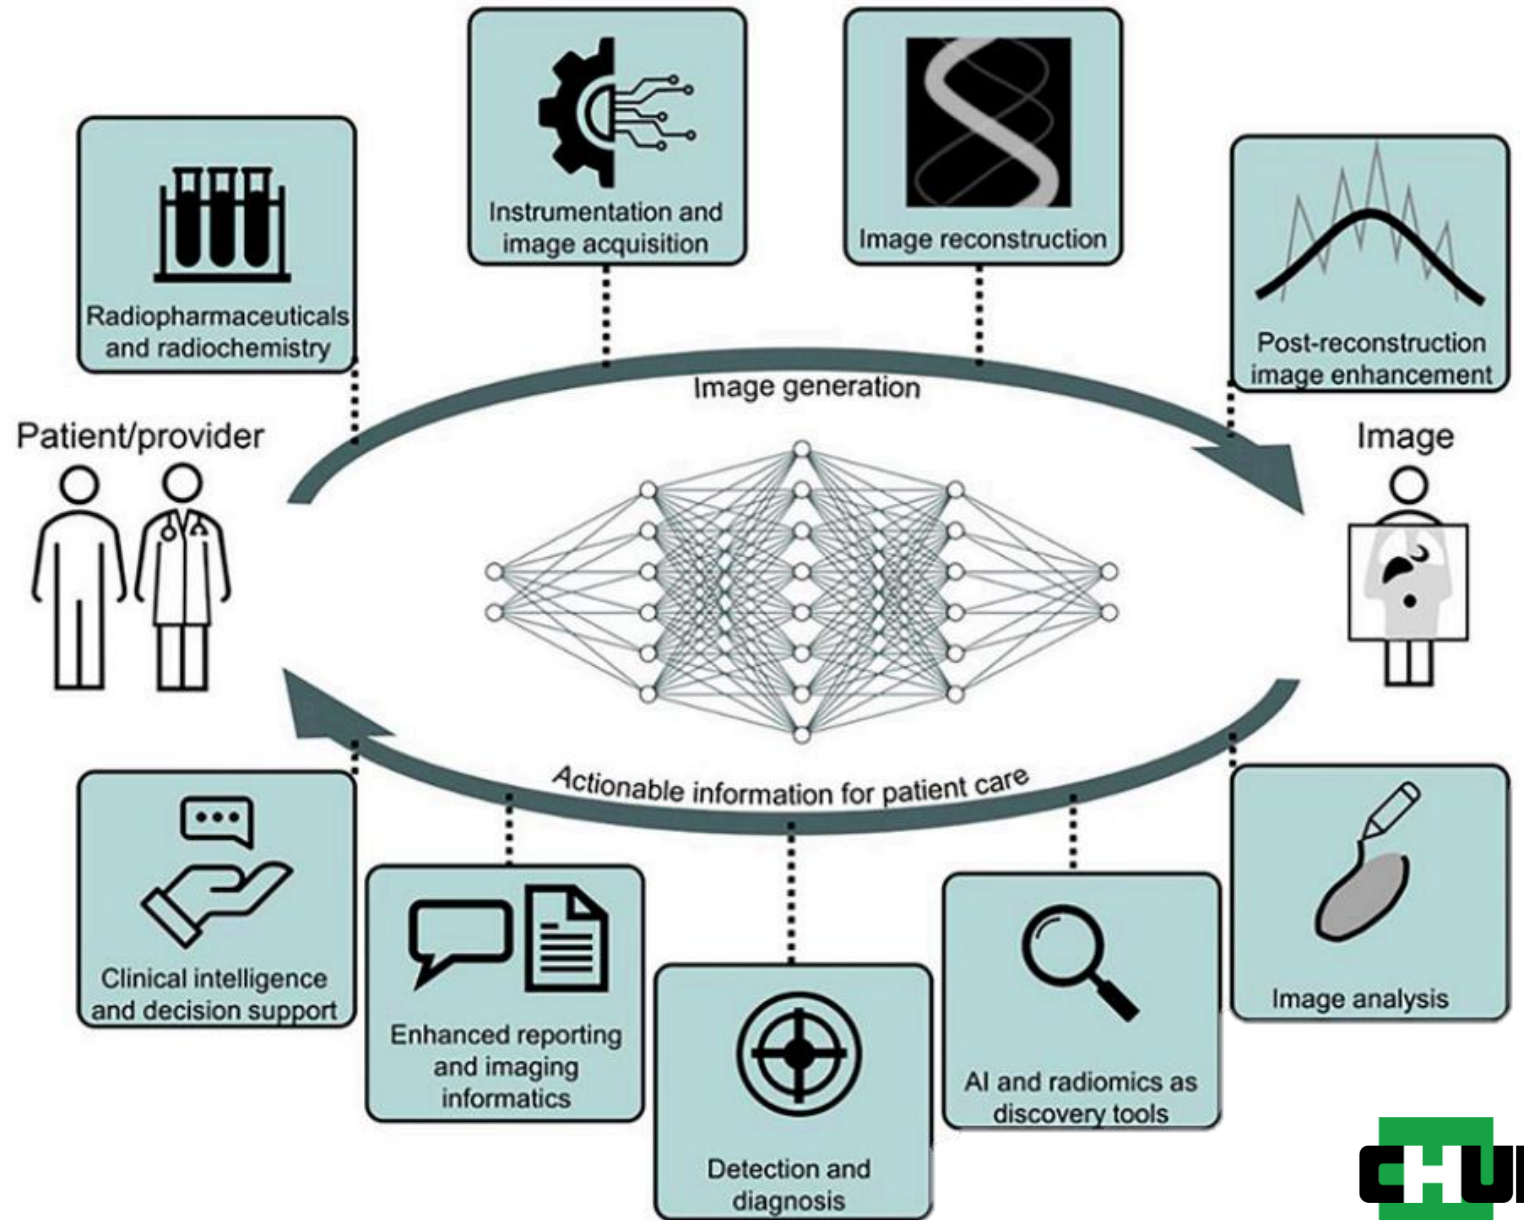 Instrumentation and
image acquisition
Image reconstruction
Radiopharmaceuticals
and radiochemistry
Post-reconstruction
image enhancement
Image generation
Patient/provider
Image
Actionable information for patient care
Clinical intelligence
and decision support
Enhanced reporting
and imaging
informatics
Detection and
diagnosis
AI and radiomics as
discovery tools
Image analysis